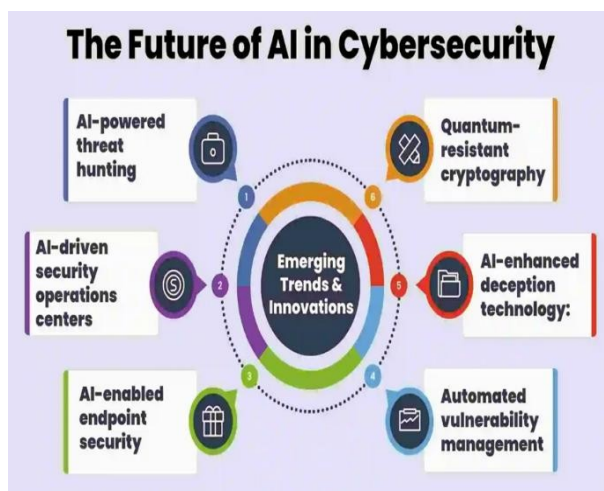 The Future of AI in Cybersecurity
AI-powered
threat
hunting
1
AI-driven
security
operations
centers
2
AI-enabled
endpoint
security
3
Emerging
Trends &
Innovations
Quantum-
resistant
cryptography
6
AI-enhanced
deception
technology:
5
Automated
vulnerability
management
4